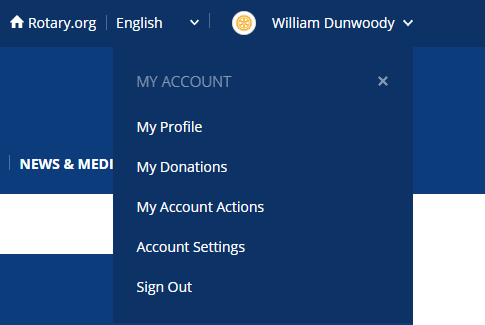 Rotary.org English William Dunwoody
MY ACCOUNT
My Profile
NEWS & MEDI
My Donations
My Account Actions
Account Settings
Sign Out